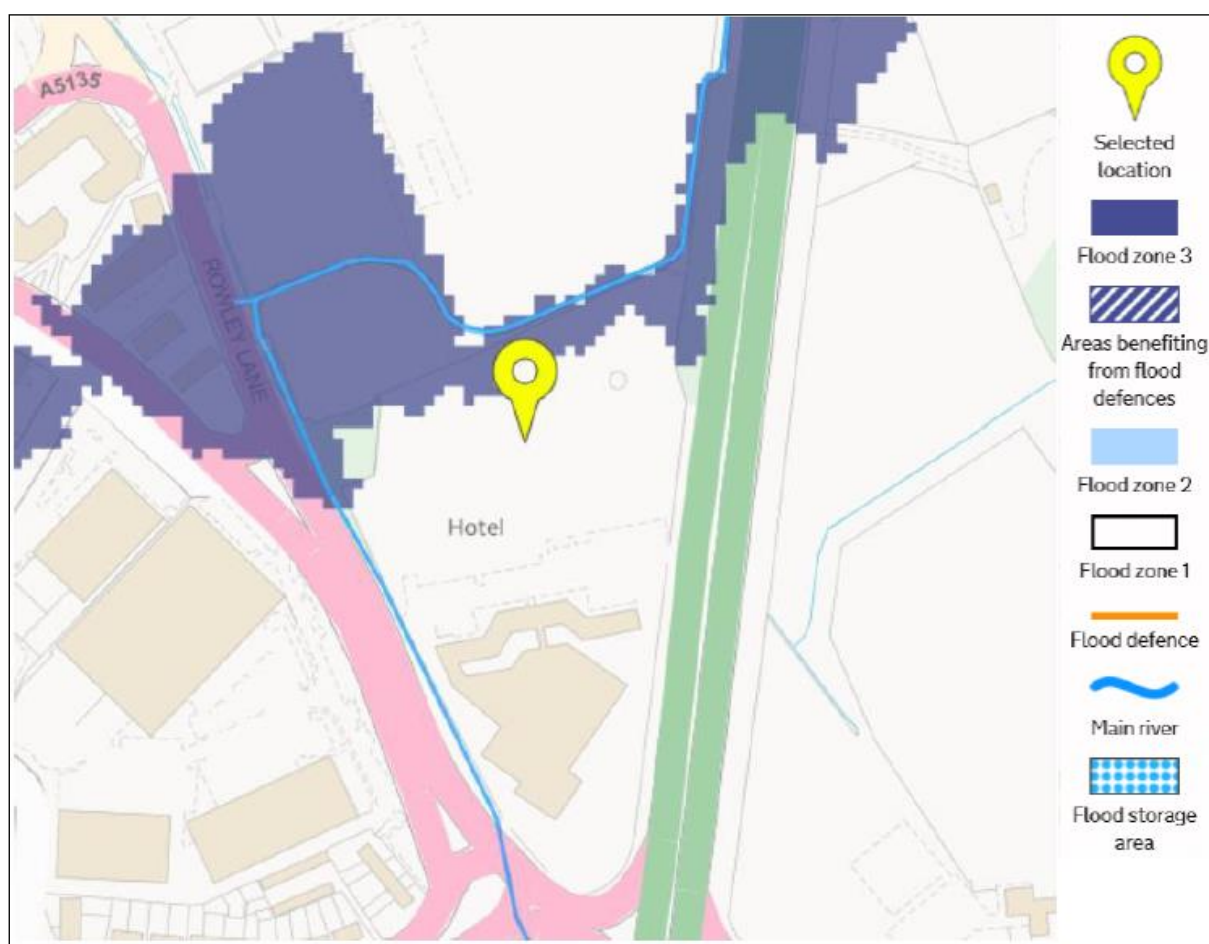 A5135
ROWLEY LANE
Hotel
Selected
location
Flood zone 3
Areas benefiting
from flood
defences
Flood zone 2
Flood zone 1
Flood defence
Main river
Flood storage
area